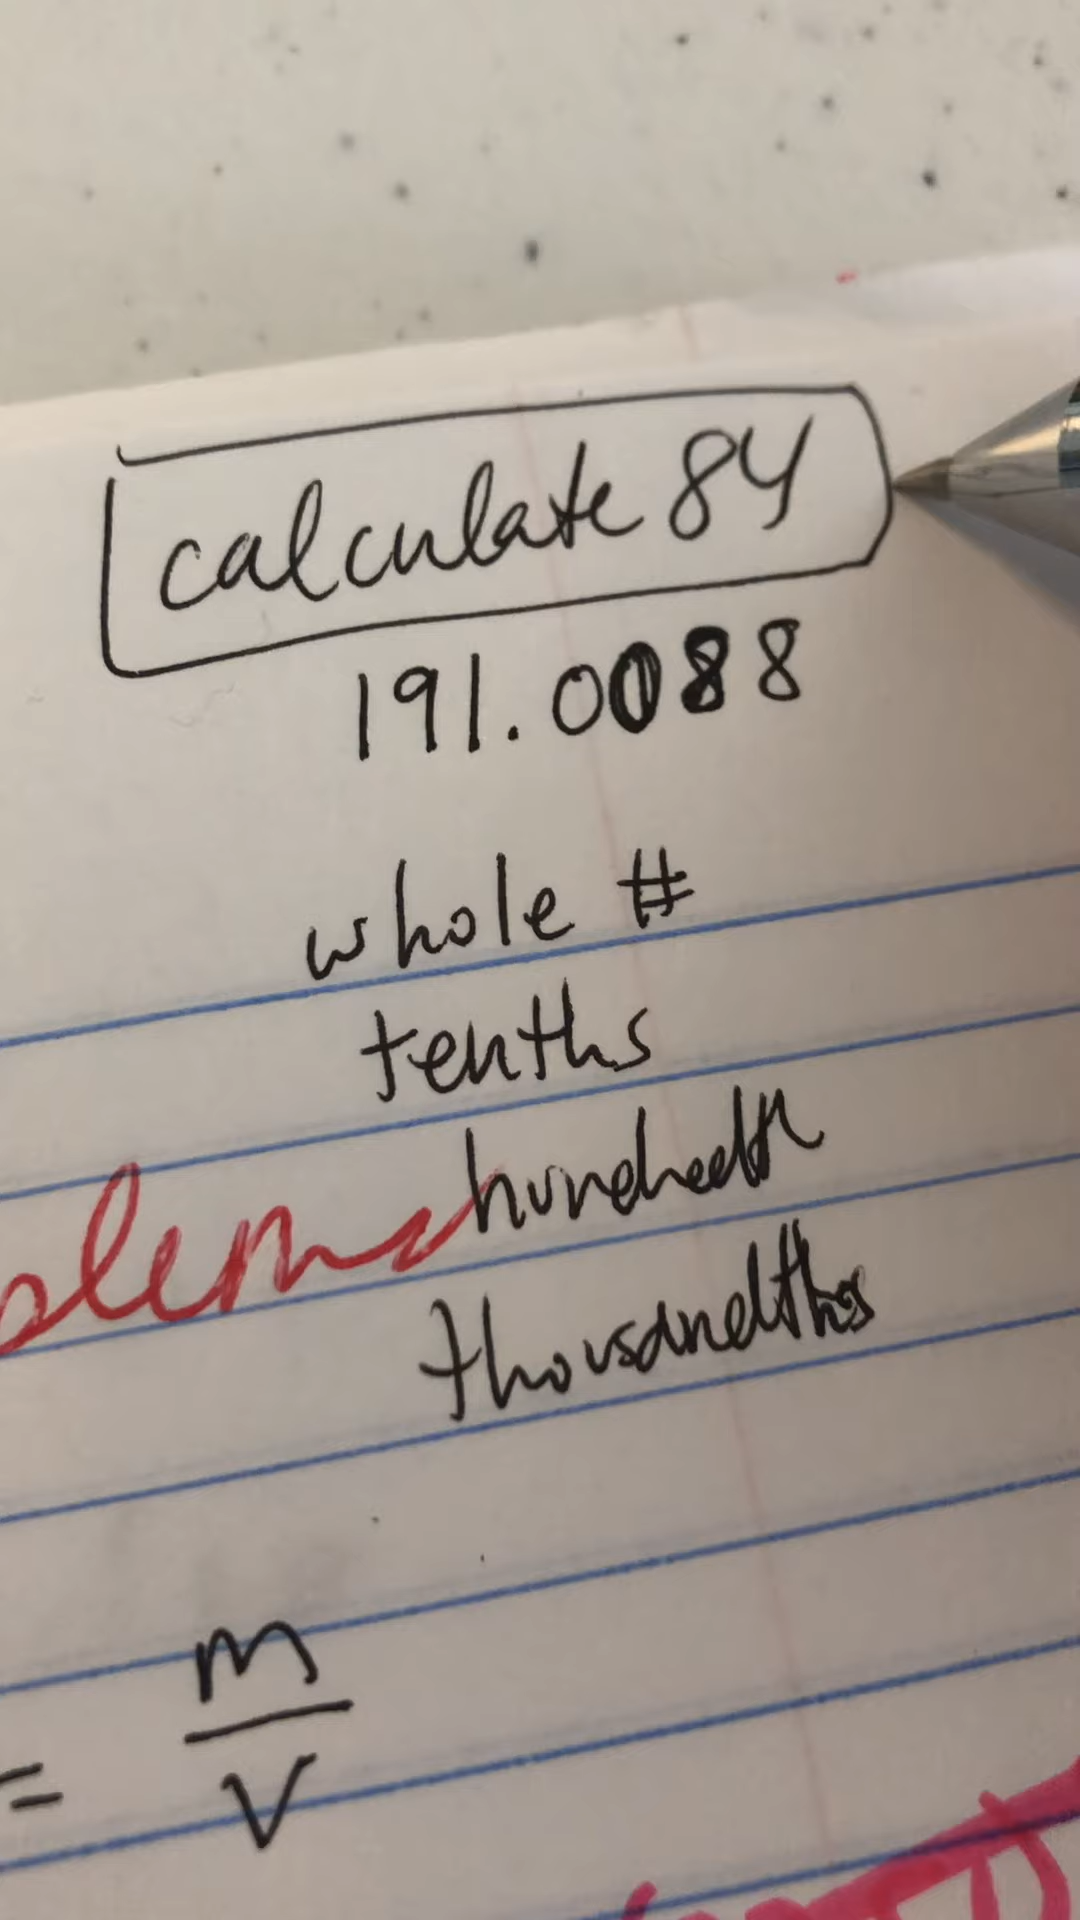 calculate 84
191.0088
whole #
tenths
hundredth
thousandths
= m
V